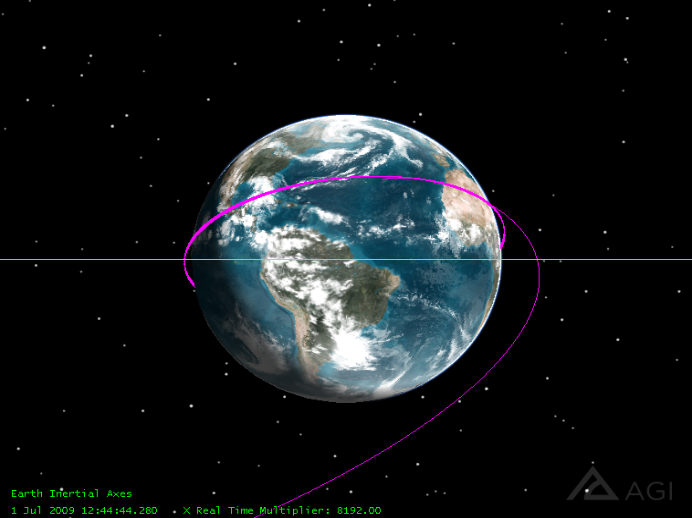 Earth Inertial Axes
1 Jul 2009 12:44:44.280 X Real Time Multiplier: 8192.00
AGI